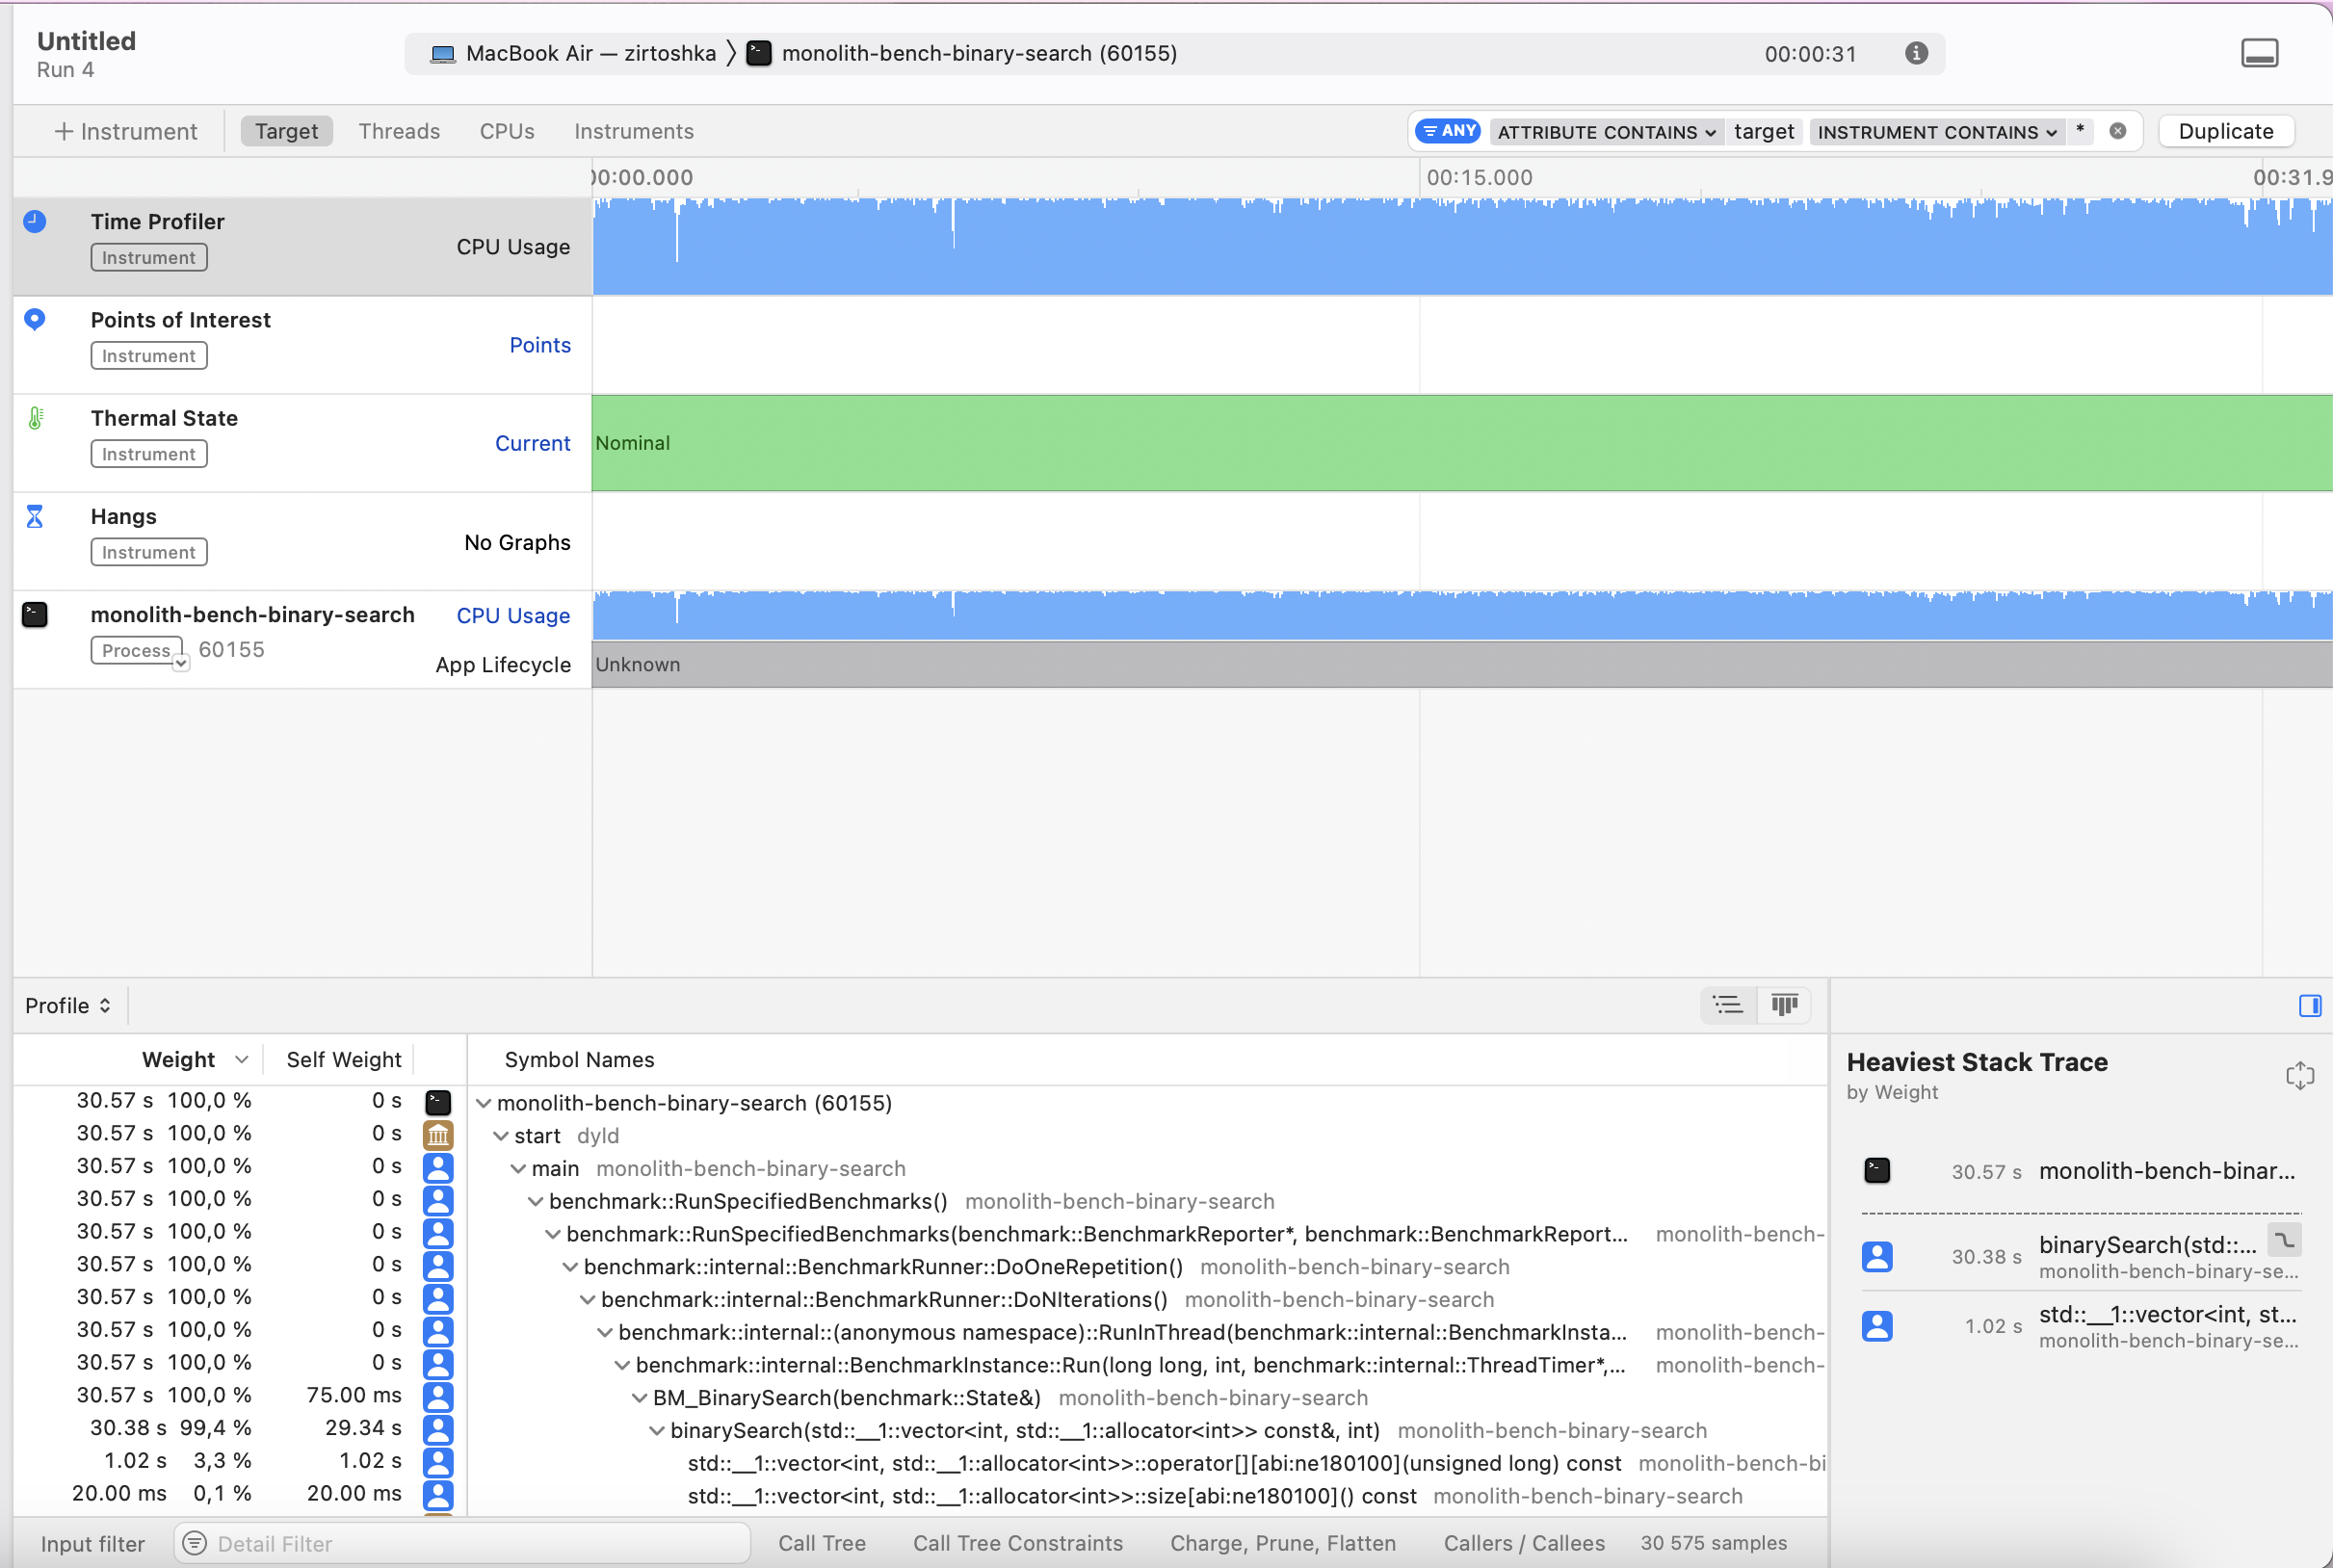 Untitled
Run 4
MacBook Air — zirtoshka 〉 monolith-bench-binary-search (60155) 00:00:31
+ Instrument Target Threads CPUs Instruments ANY ATTRIBUTE CONTAINS target INSTRUMENT CONTAINS * Duplicate
00:00.000 00:15.000 00:31.9
Time Profiler
Instrument
CPU Usage
Points of Interest
Instrument
Points
Thermal State
Instrument
Current
Nominal
Hangs
Instrument
No Graphs
monolith-bench-binary-search CPU Usage
Process 60155
App Lifecycle Unknown
Profile
Weight Self Weight Symbol Names
30.57 s 100,0 % 0 s monolith-bench-binary-search (60155)
30.57 s 100,0 % 0 s start dyld
30.57 s 100,0 % 0 s main monolith-bench-binary-search
30.57 s 100,0 % 0 s benchmark::RunSpecifiedBenchmarks() monolith-bench-binary-search
30.57 s 100,0 % 0 s benchmark::RunSpecifiedBenchmarks(benchmark::BenchmarkReporter*, benchmark::BenchmarkReport... monolith-bench-
30.57 s 100,0 % 0 s benchmark::internal::BenchmarkRunner::DoOneRepetition() monolith-bench-binary-search
30.57 s 100,0 % 0 s benchmark::internal::BenchmarkRunner::DoNIterations() monolith-bench-binary-search
30.57 s 100,0 % 0 s benchmark::internal::(anonymous namespace)::RunInThread(benchmark::internal::BenchmarkInsta... monolith-bench-
30.57 s 100,0 % 0 s benchmark::internal::BenchmarkInstance::Run(long long, int, benchmark::internal::ThreadTimer*,... monolith-bench-
30.57 s 100,0 % 75.00 ms BM_BinarySearch(benchmark::State&) monolith-bench-binary-search
30.38 s 99,4 % 29.34 s binarySearch(std::__1::vector<int, std::__1::allocator<int>> const&, int) monolith-bench-binary-search
1.02 s 3,3 % 1.02 s std::__1::vector<int, std::__1::allocator<int>>::operator[][abi:ne180100](unsigned long) const monolith-bench-bi
20.00 ms 0,1 % 20.00 ms std::__1::vector<int, std::__1::allocator<int>>::size[abi:ne180100]() const monolith-bench-binary-search
Heaviest Stack Trace
by Weight
30.57 s monolith-bench-binar...
30.38 s binarySearch(std::...
monolith-bench-binary-se...
1.02 s std::__1::vector<int, st...
monolith-bench-binary-se...
Input filter Detail Filter Call Tree Call Tree Constraints Charge, Prune, Flatten Callers / Callees 30 575 samples